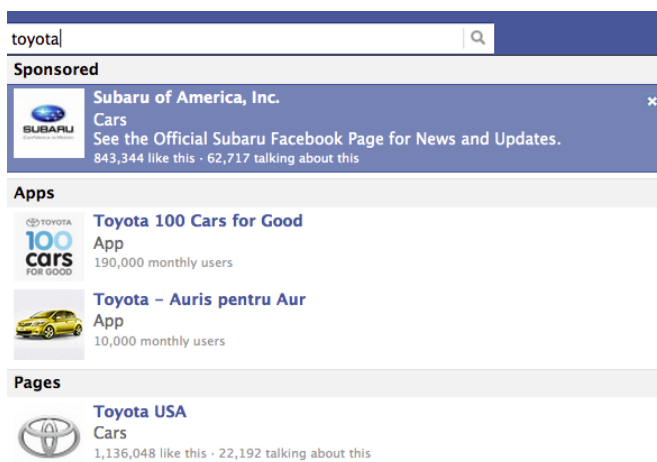 toyota
Sponsored
SUBARU
Subaru of America, Inc.
Cars
See the Official Subaru Facebook Page for News and Updates.
843,344 like this · 62,717 talking about this
Apps
TOYOTA
100
cars
FOR GOOD
Toyota 100 Cars for Good
App
190,000 monthly users
Toyota – Auris pentru Aur
App
10,000 monthly users
Pages
Toyota USA
Cars
1,136,048 like this · 22,192 talking about this